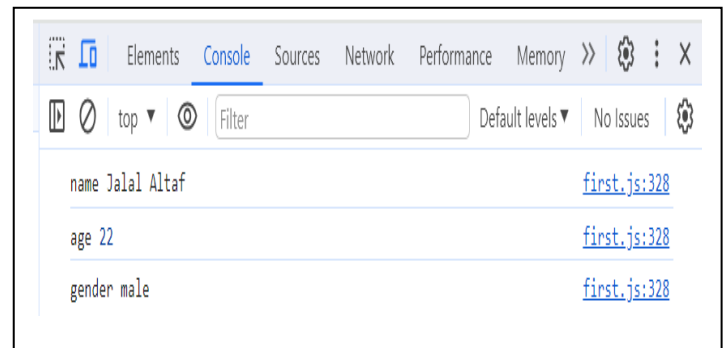 Elements Console Sources Network Performance Memory
top Filter Default levels No Issues
name Jalal Altaf first.js:328
age 22 first.js:328
gender male first.js:328